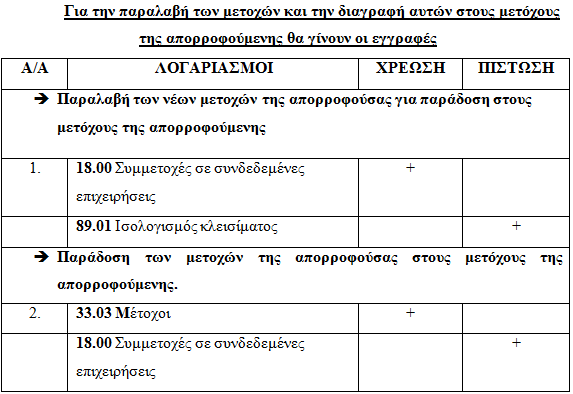 Για την παραλαβή των μετοχών και την διαγραφή αυτών στους μετόχους
της απορροφούμενης θα γίνουν οι εγγραφές
Α/Α ΛΟΓΑΡΙΑΣΜΟΙ ΧΡΕΩΣΗ ΠΙΣΤΩΣΗ
➔ Παραλαβή των νέων μετοχών της απορροφούσας για παράδοση στους
μετόχους της απορροφούμενης
1. 18.00 Συμμετοχές σε συνδεδεμένες +
επιχειρήσεις
89.01 Ισολογισμός κλεισίματος +
➔ Παράδοση των μετοχών της απορροφούσας στους μετόχους της
απορροφούμενης.
2. 33.03 Μέτοχοι +
18.00 Συμμετοχές σε συνδεδεμένες +
επιχειρήσεις